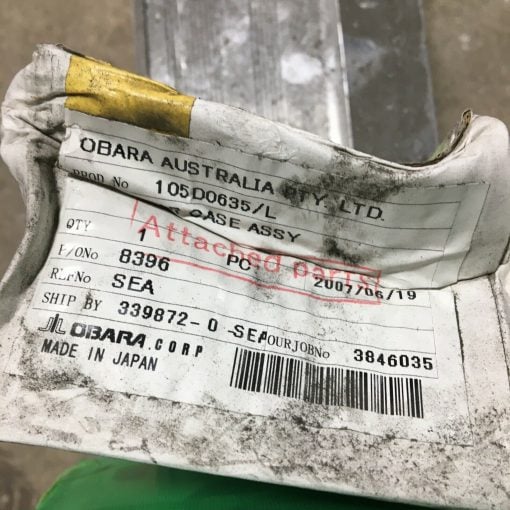 OBARA AUSTRALIA PTY. LTD.
PROD No 105D0635/L
CASE ASSY
QTY 1 PC 2007/06/19
Attached parts
P/ONo 8396
REFNo SEA
SHIP BY 339872-0 SEA OURJOBNo 3846035
OBARA.CORP
MADE IN JAPAN